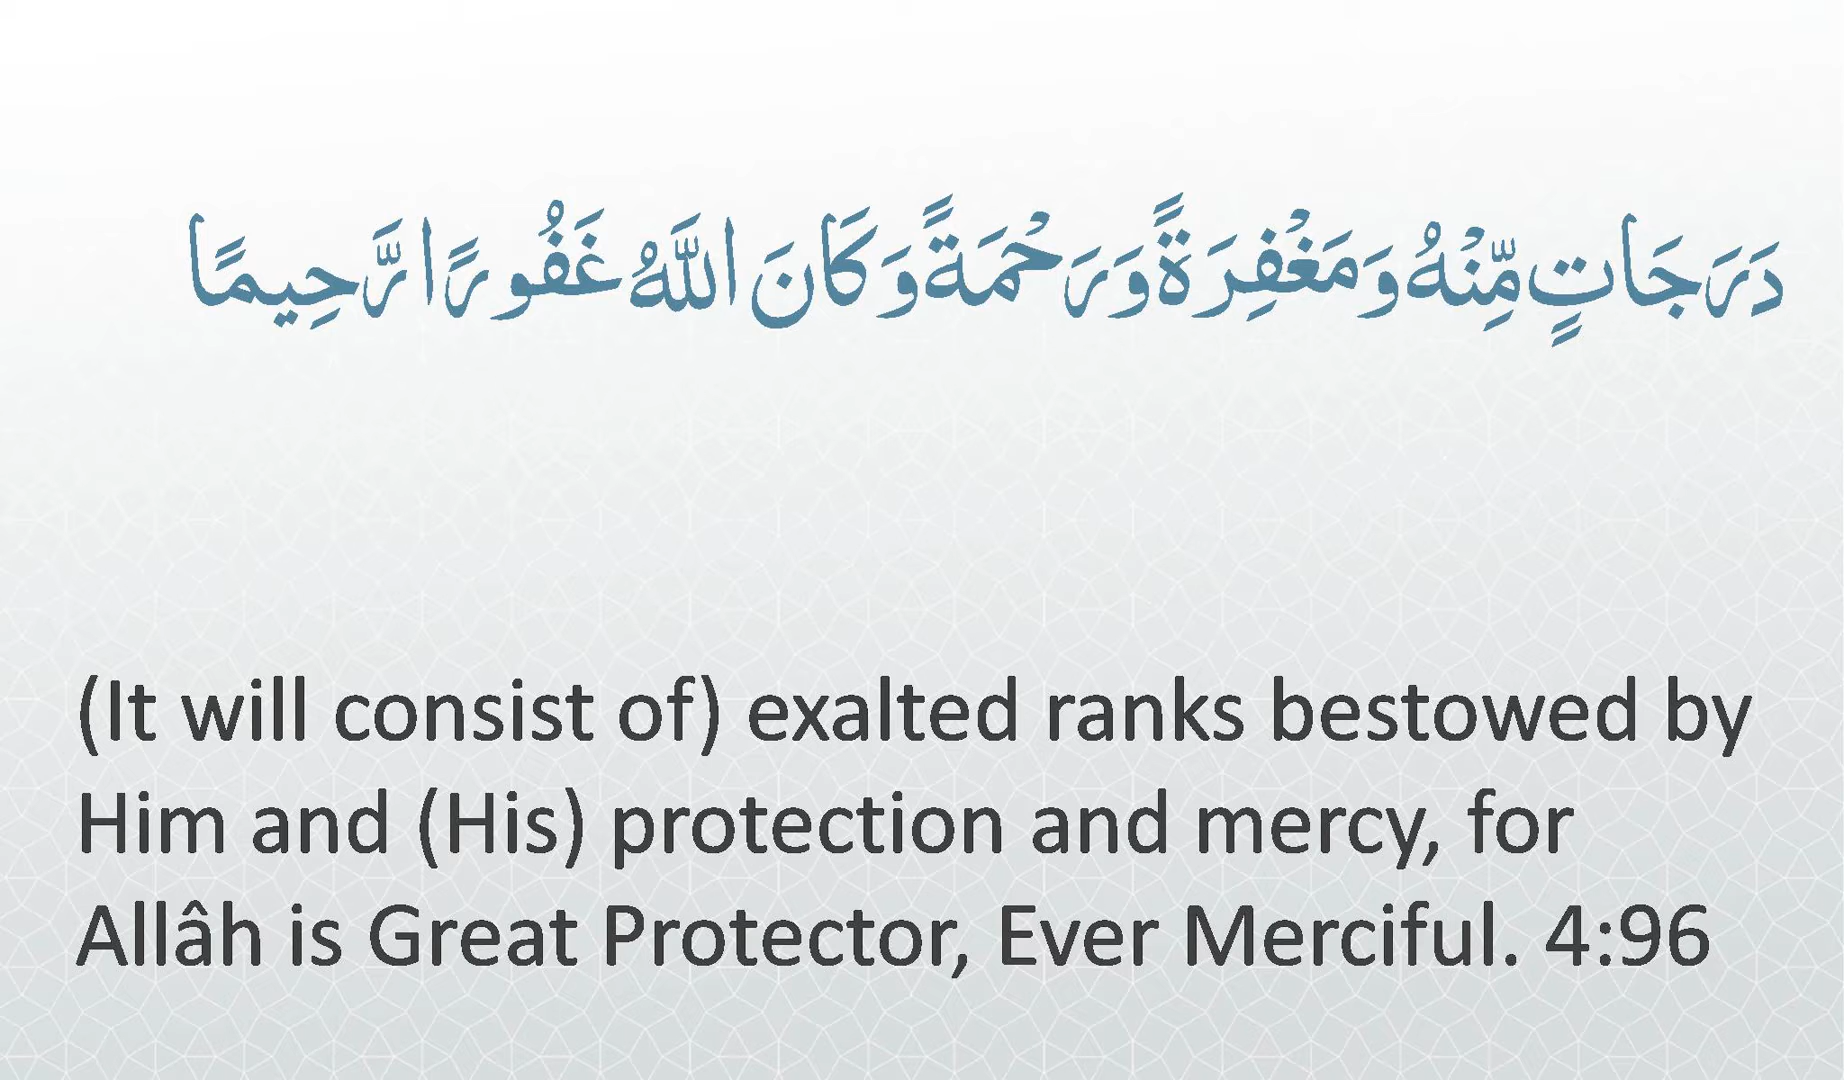 دَرَجَاتٍ مِّنْهُ وَمَغْفِرَةً وَرَحْمَةً وَكَانَ اللَّهُ غَفُورًا رَّحِيمًا
(It will consist of) exalted ranks bestowed by
Him and (His) protection and mercy, for
Allâh is Great Protector, Ever Merciful. 4:96